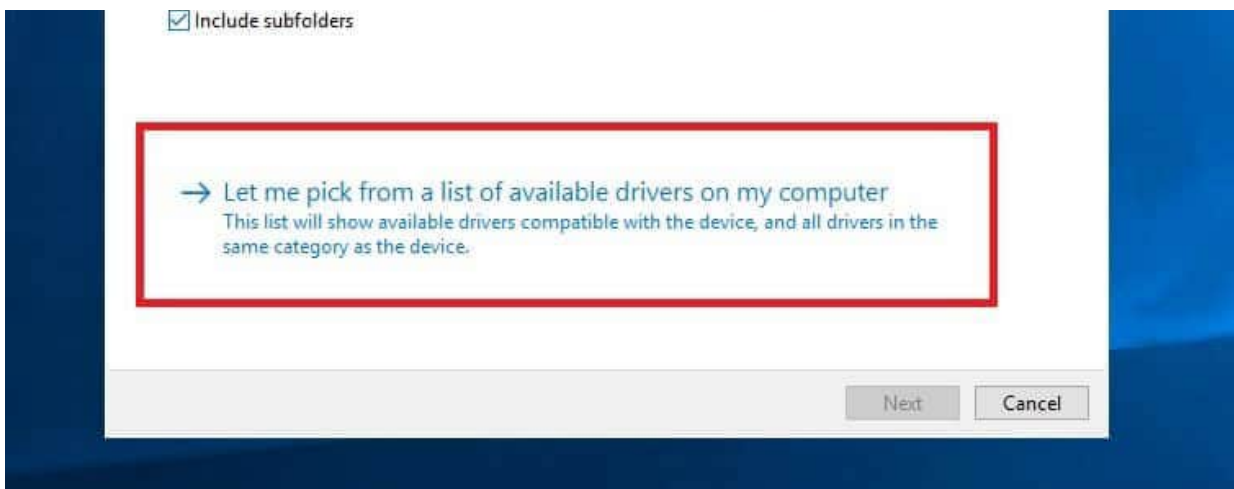 Include subfolders
Let me pick from a list of available drivers on my computer
This list will show available drivers compatible with the device, and all drivers in the
same category as the device.
Next
Cancel